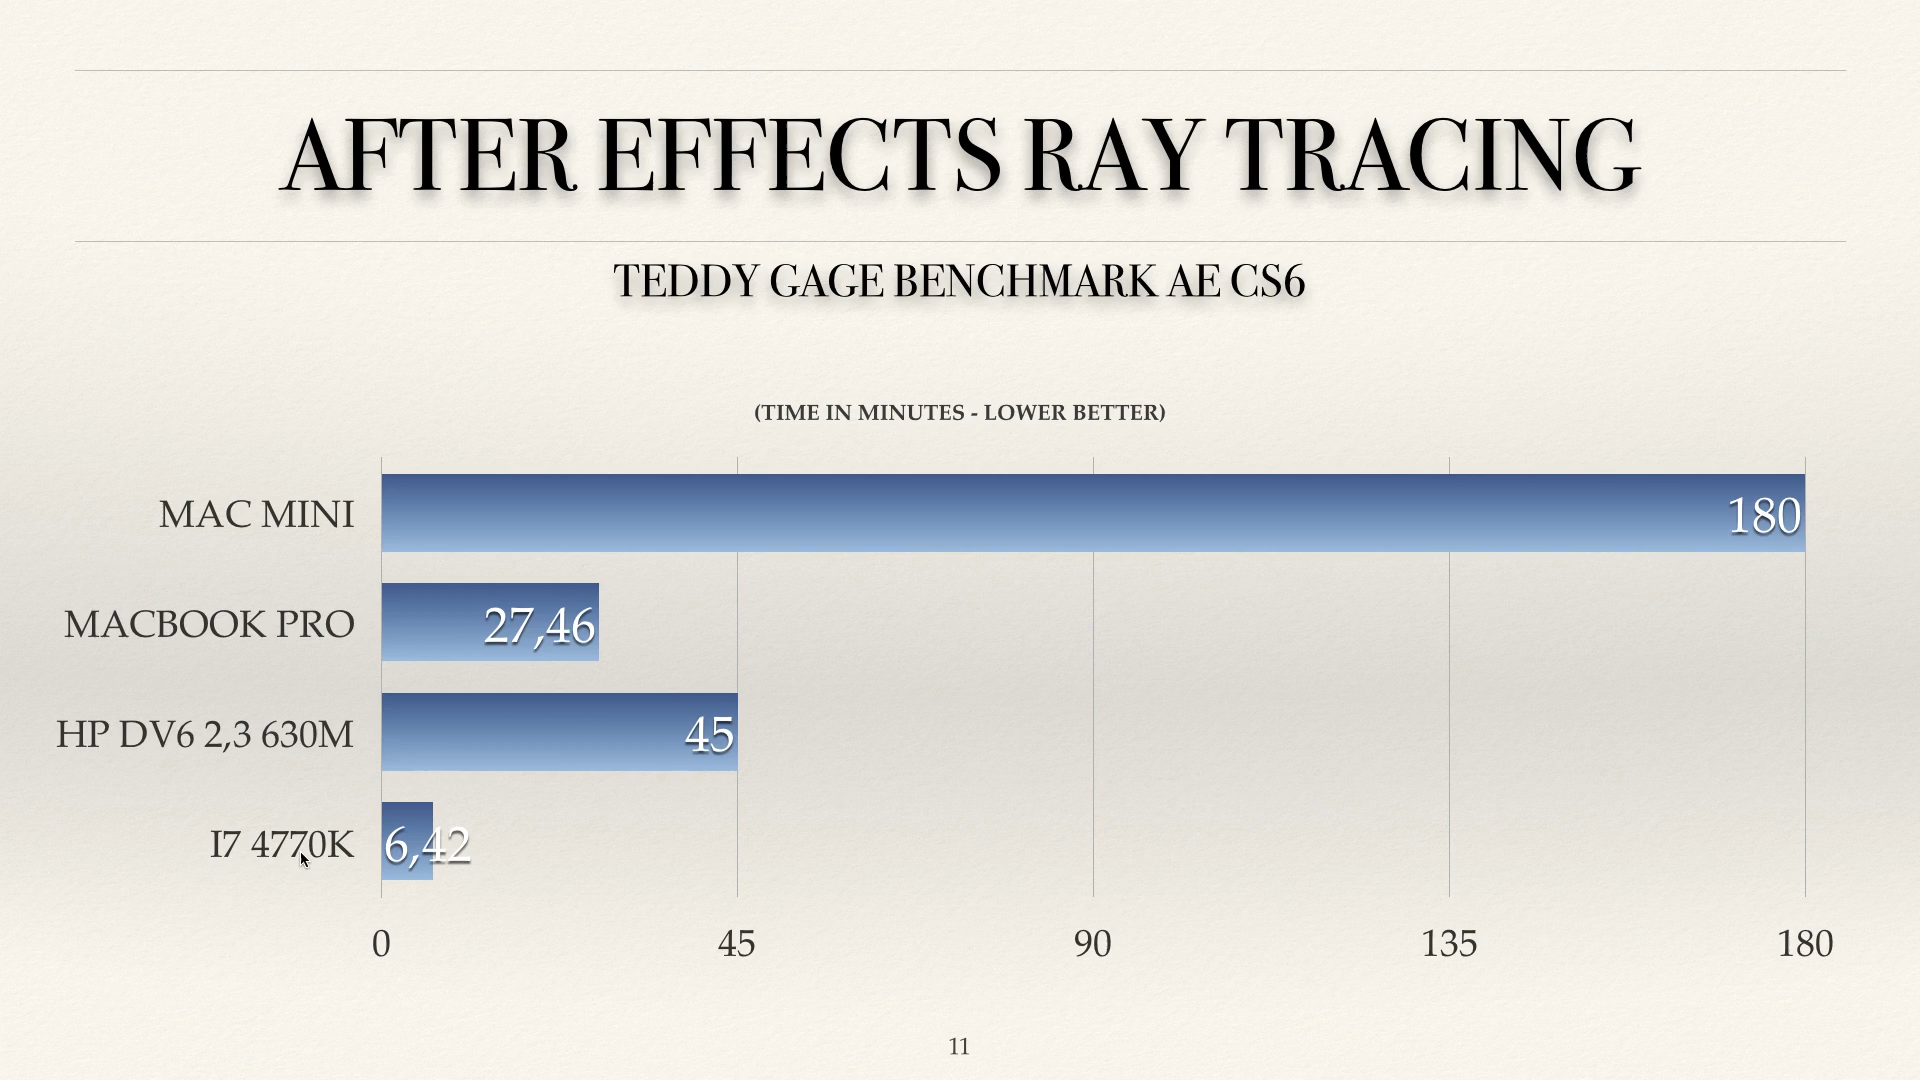 AFTER EFFECTS RAY TRACING
TEDDY GAGE BENCHMARK AE CS6
(TIME IN MINUTES - LOWER BETTER)
MAC MINI
180
MACBOOK PRO
27,46
HP DV6 2,3 630M
45
I7 4770K
6,42
0 45 90 135 180
11